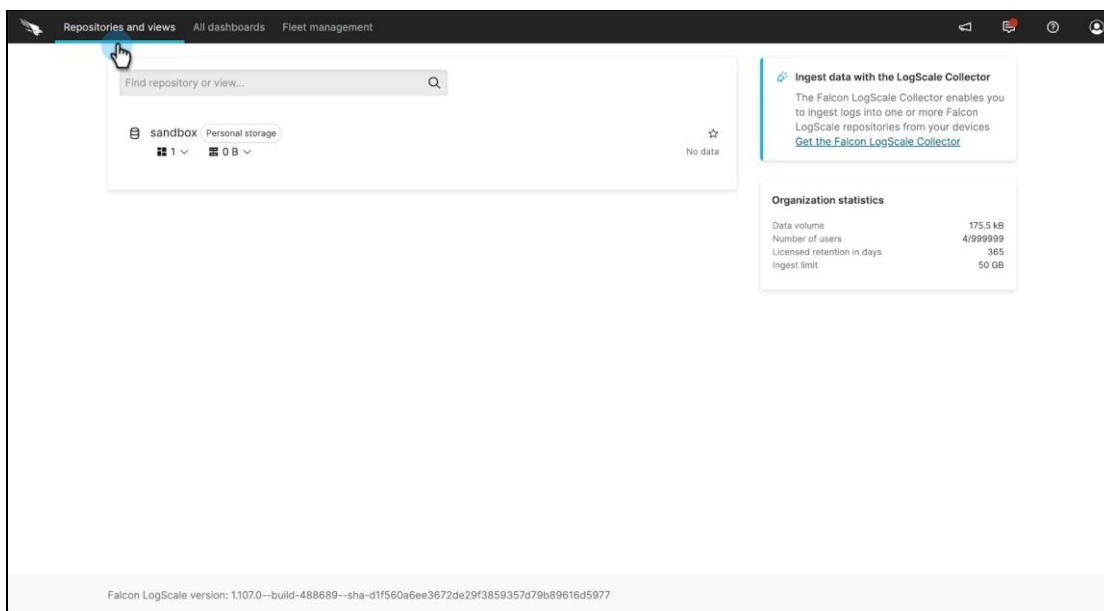 Repositories and views All dashboards Fleet management
Find repository or view...
sandbox Personal storage
1 0 B No data
Ingest data with the LogScale Collector
The Falcon LogScale Collector enables you
to ingest logs into one or more Falcon
LogScale repositories from your devices
Get the Falcon LogScale Collector
Organization statistics
Data volume 175.5 kB
Number of users 4/999999
Licensed retention in days 365
Ingest limit 50 GB
Falcon LogScale version: 1.107.0--build-488689--sha-d1f560a6ee3672de29f3859357d79b89616d5977